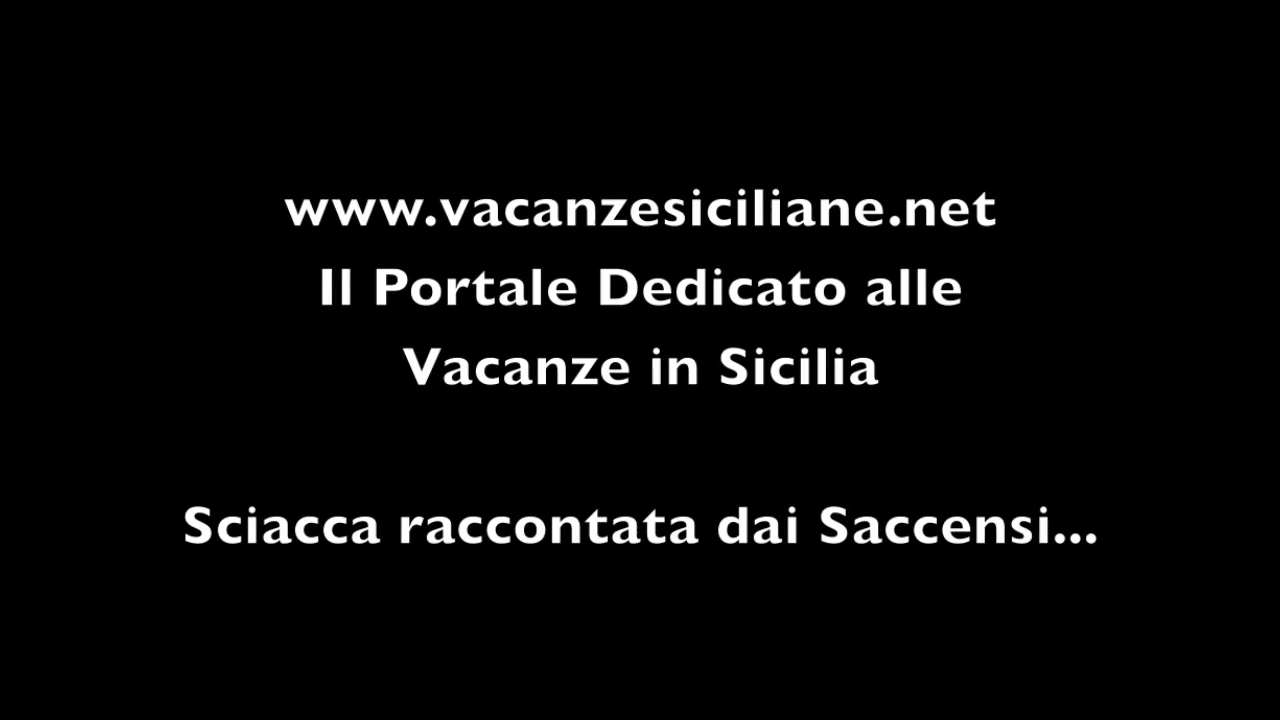 www.vacanzesiciliane.net
Il Portale Dedicato alle
Vacanze in Sicilia
Sciacca raccontata dai Saccensi...